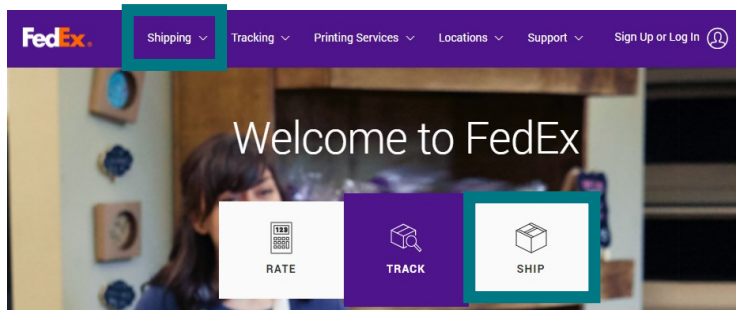 FedEx. Shipping Tracking Printing Services Locations Support Sign Up or Log In
Welcome to FedEx
123
RATE TRACK SHIP